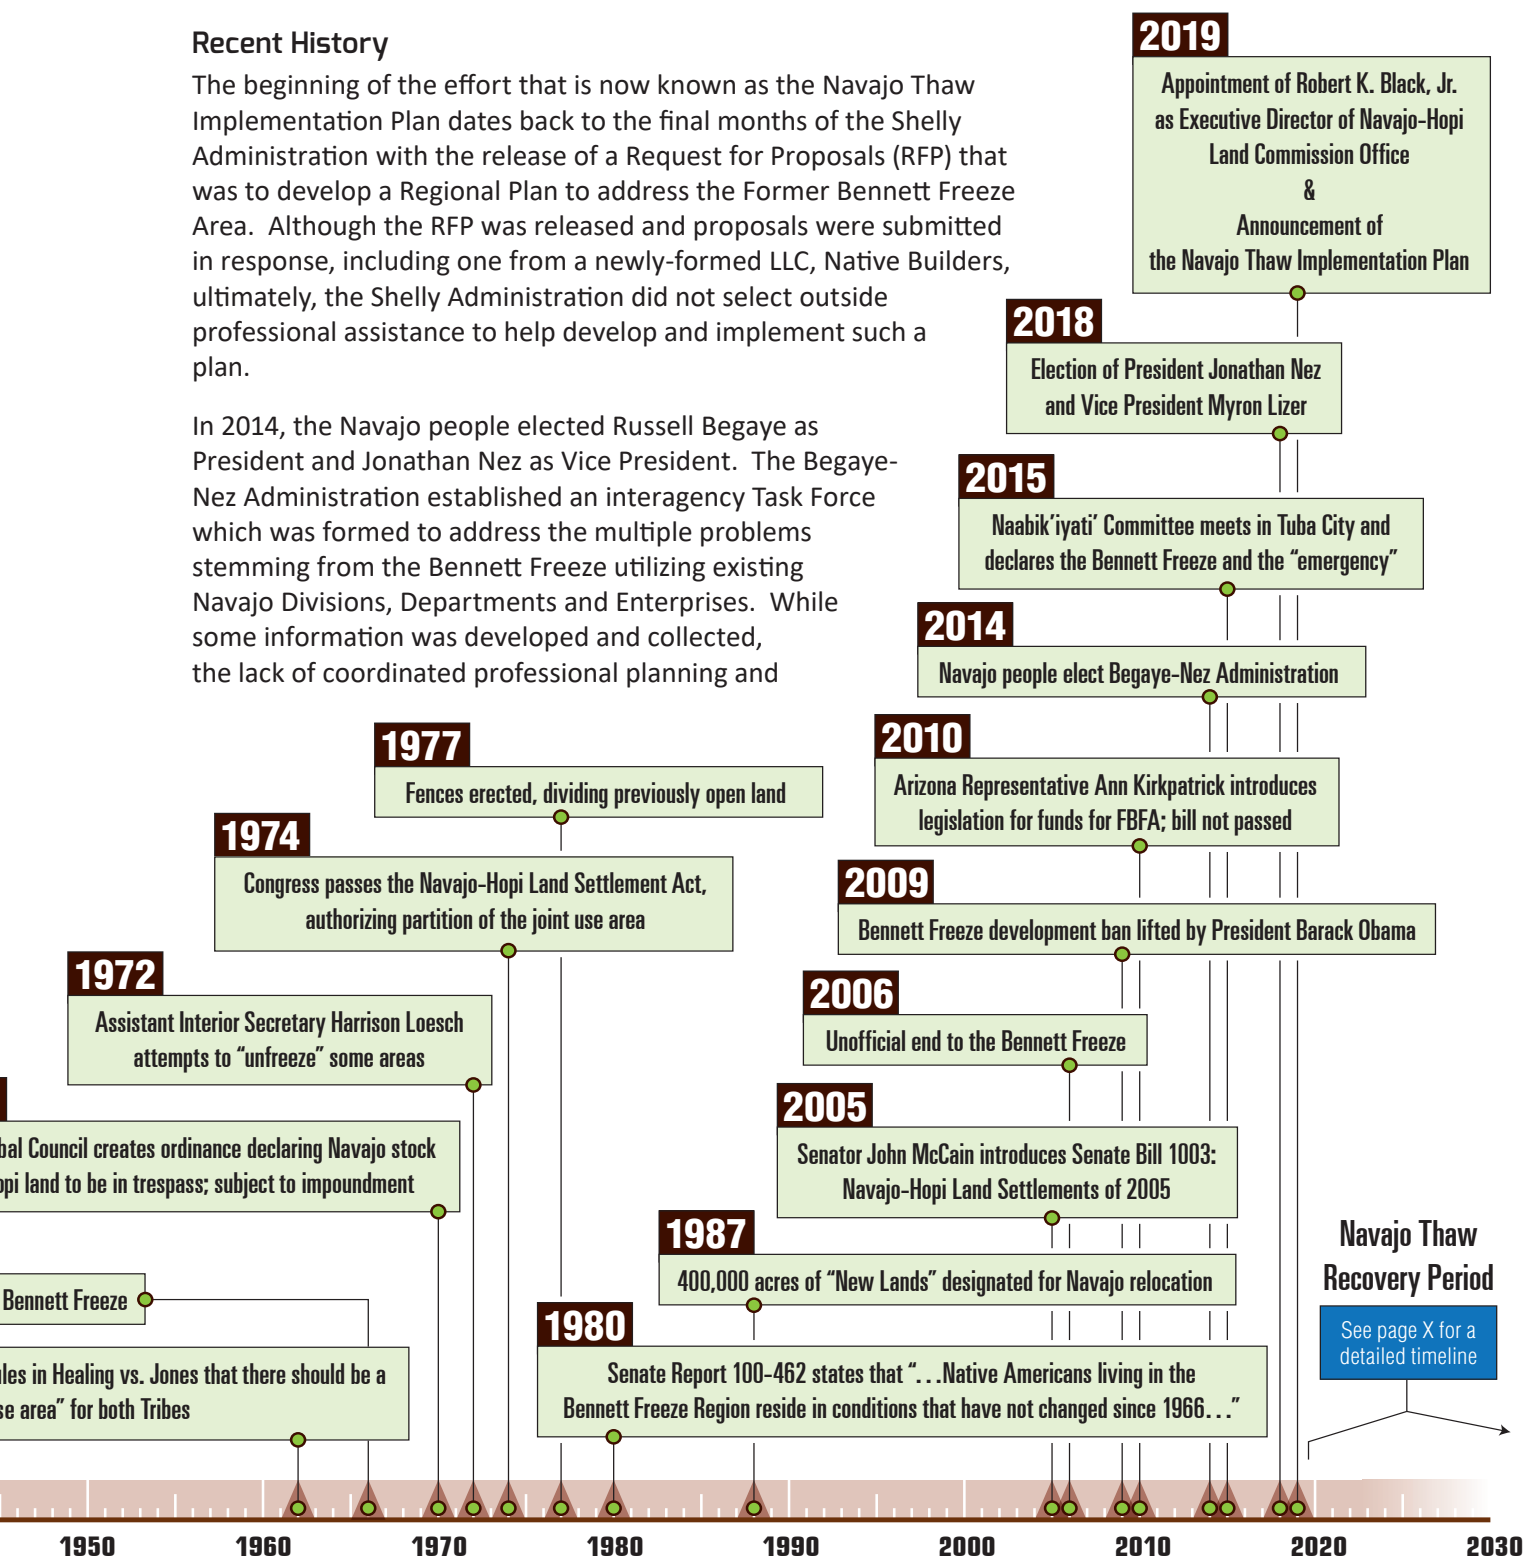 Recent History
The beginning of the effort that is now known as the Navajo Thaw
Implementation Plan dates back to the final months of the Shelly
Administration with the release of a Request for Proposals (RFP) that
was to develop a Regional Plan to address the Former Bennett Freeze
Area.  Although the RFP was released and proposals were submitted
in response, including one from a newly-formed LLC, Native Builders,
ultimately, the Shelly Administration did not select outside
professional assistance to help develop and implement such a
plan.
In 2014, the Navajo people elected Russell Begaye as
President and Jonathan Nez as Vice President.  The Begaye-
Nez Administration established an interagency Task Force
which was formed to address the multiple problems
stemming from the Bennett Freeze utilizing existing
Navajo Divisions, Departments and Enterprises.  While
some information was developed and collected,
the lack of coordinated professional planning and
2019
Appointment of Robert K. Black, Jr.
as Executive Director of Navajo-Hopi
Land Commission Office
&
Announcement of
the Navajo Thaw Implementation Plan
2018
Election of President Jonathan Nez
and Vice President Myron Lizer
2015
Naabik'iyati' Committee meets in Tuba City and
declares the Bennett Freeze and the “emergency”
2014
Navajo people elect Begaye-Nez Administration
2010
Arizona Representative Ann Kirkpatrick introduces
legislation for funds for FBFA; bill not passed
2009
Bennett Freeze development ban lifted by President Barack Obama
2006
Unofficial end to the Bennett Freeze
2005
Senator John McCain introduces Senate Bill 1003:
Navajo-Hopi Land Settlements of 2005
1987
400,000 acres of “New Lands” designated for Navajo relocation
1980
Senate Report 100-462 states that “...Native Americans living in the
Bennett Freeze Region reside in conditions that have not changed since 1966...”
1977
Fences erected, dividing previously open land
1974
Congress passes the Navajo-Hopi Land Settlement Act,
authorizing partition of the joint use area
1972
Assistant Interior Secretary Harrison Loesch
attempts to “unfreeze” some areas
bal Council creates ordinance declaring Navajo stock
opi land to be in trespass; subject to impoundment
Bennett Freeze
les in Healing vs. Jones that there should be a
se area” for both Tribes
Navajo Thaw
Recovery Period
See page X for a
detailed timeline
1950 1960 1970 1980 1990 2000 2010 2020 2030